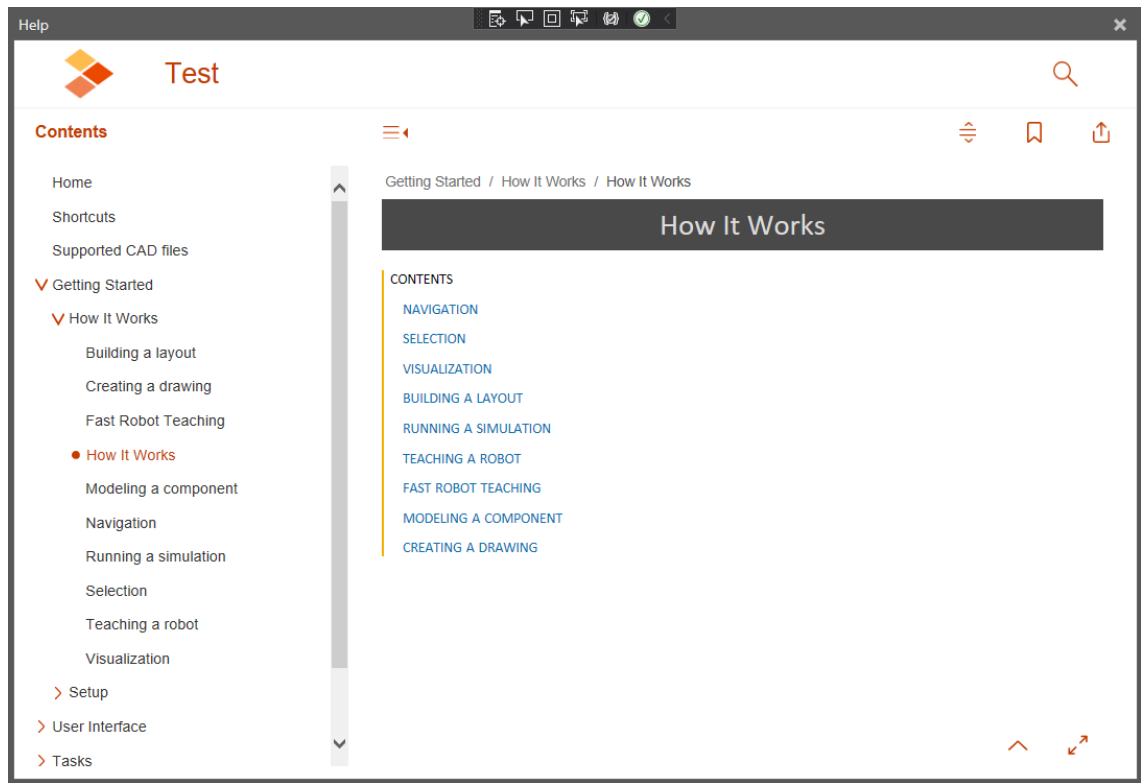 Help
Test
Contents
Home
Shortcuts
Supported CAD files
Getting Started
How It Works
Building a layout
Creating a drawing
Fast Robot Teaching
How It Works
Modeling a component
Navigation
Running a simulation
Selection
Teaching a robot
Visualization
Setup
User Interface
Tasks
Getting Started / How It Works / How It Works
How It Works
CONTENTS
NAVIGATION
SELECTION
VISUALIZATION
BUILDING A LAYOUT
RUNNING A SIMULATION
TEACHING A ROBOT
FAST ROBOT TEACHING
MODELING A COMPONENT
CREATING A DRAWING